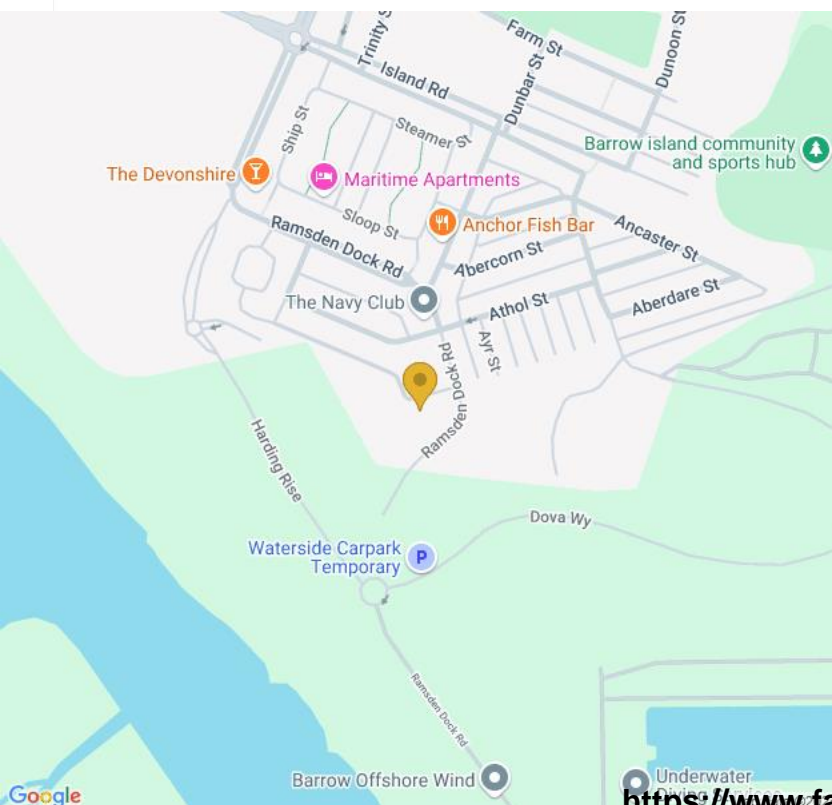 Trinity S
Farm St
Dunoon St
Island Rd
Dunbar St
Ship St
Steamer St
Barrow island community
and sports hub
The Devonshire
Maritime Apartments
Sloop St
Anchor Fish Bar
Ramsden Dock Rd
Ancaster St
Abercorn St
The Navy Club
Athol St
Aberdare St
Ayr St
Ramsden Dock Rd
Harding Rise
Dova Wy
Waterside Carpark
Temporary
P
Ramsden Dock Rd
Barrow Offshore Wind
Underwater
Google
https://www.fa